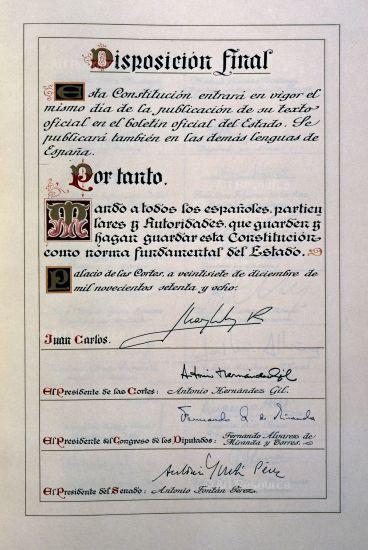 Disposición Final
Esta Constitución entrará en vigor el
mismo día de la publicación de su texto
oficial en el boletín oficial del Estado. Se
publicará también en las demás lenguas de
España.
Por tanto.
Mando a todos los españoles, particu
lares y Autoridades, que guarden y
hagan guardar esta Constitución
como norma fundamental del Estado.
Palacio de las Cortes, a veintisiete de diciembre de
mil novecientos setenta y ocho:
Juan Carlos R
Juan Carlos.
Antonio Hernández Gil
El Presidente de las Cortes: Antonio Hernández Gil.
Fernando A. de Miranda
El Presidente del Congreso de los Diputados: Fernando Alvarez de
Miranda y Torres.
Antonio Fontán Pérez
El Presidente del Senado: Antonio Fontán Pérez.